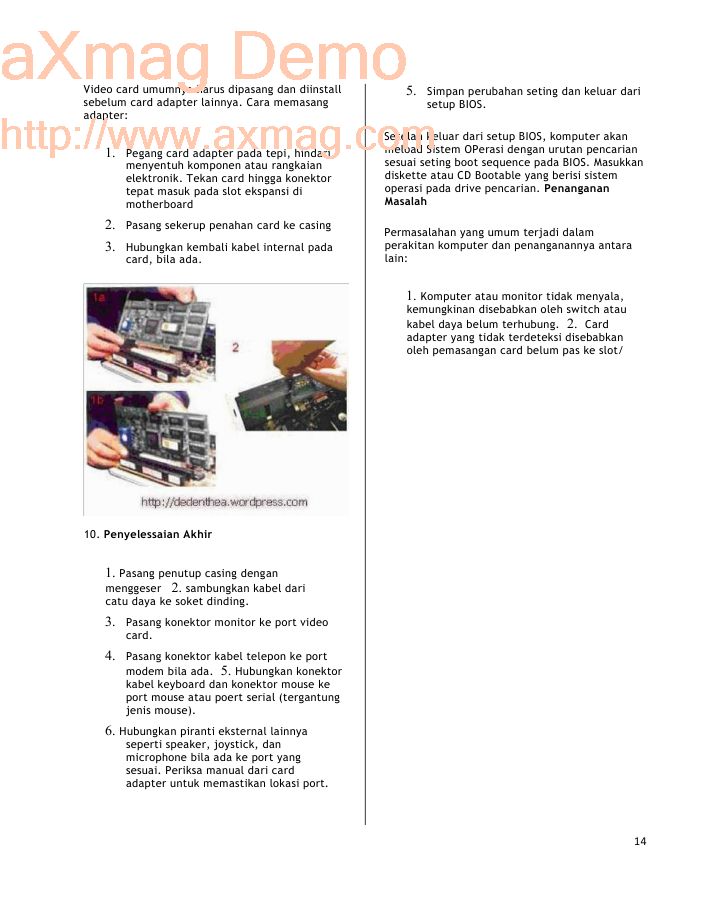 aXmag Demo
http://www.axmag.com
Video card umumnya harus dipasang dan diinstall
sebelum card adapter lainnya. Cara memasang
adapter:
1. Pegang card adapter pada tepi, hindari
menyentuh komponen atau rangkaian
elektronik. Tekan card hingga konektor
tepat masuk pada slot ekspansi di
motherboard
2. Pasang sekerup penahan card ke casing
3. Hubungkan kembali kabel internal pada
card, bila ada.
1a
2
1b
http://dedenthea.wordpress.com
10. Penyelessaian Akhir
1. Pasang penutup casing dengan
menggeser 2. sambungkan kabel dari
catu daya ke soket dinding.
3. Pasang konektor monitor ke port video
card.
4. Pasang konektor kabel telepon ke port
modem bila ada. 5. Hubungkan konektor
kabel keyboard dan konektor mouse ke
port mouse atau poert serial (tergantung
jenis mouse).
6. Hubungkan piranti eksternal lainnya
seperti speaker, joystick, dan
microphone bila ada ke port yang
sesuai. Periksa manual dari card
adapter untuk memastikan lokasi port.
5. Simpan perubahan seting dan keluar dari
setup BIOS.
Setelah keluar dari setup BIOS, komputer akan
meload Sistem OPerasi dengan urutan pencarian
sesuai seting boot sequence pada BIOS. Masukkan
diskette atau CD Bootable yang berisi sistem
operasi pada drive pencarian. Penanganan
Masalah
Permasalahan yang umum terjadi dalam
perakitan komputer dan penanganannya antara
lain:
1. Komputer atau monitor tidak menyala,
kemungkinan disebabkan oleh switch atau
kabel daya belum terhubung. 2. Card
adapter yang tidak terdeteksi disebabkan
oleh pemasangan card belum pas ke slot/
14